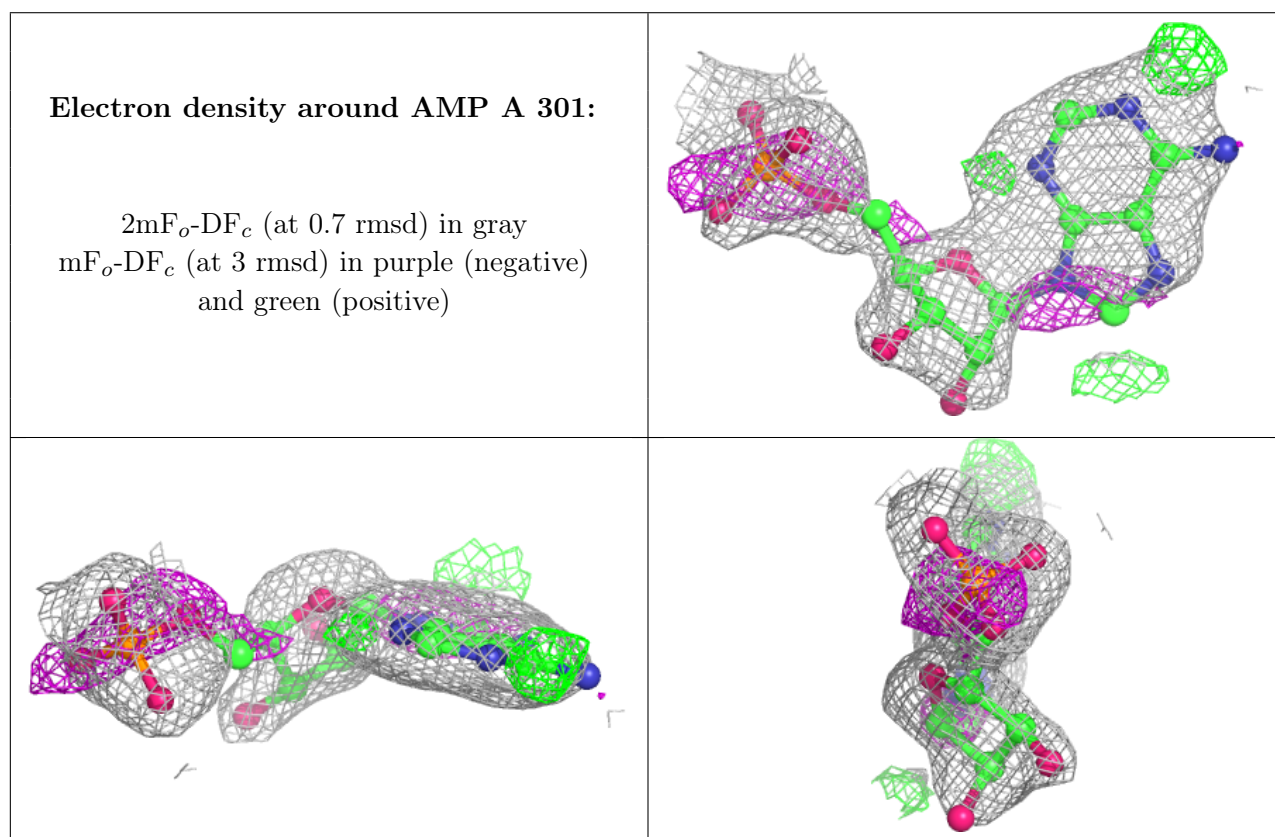 Electron density around AMP A 301:
2mFo-DFc (at 0.7 rmsd) in gray
mFo-DFc (at 3 rmsd) in purple (negative)
and green (positive)